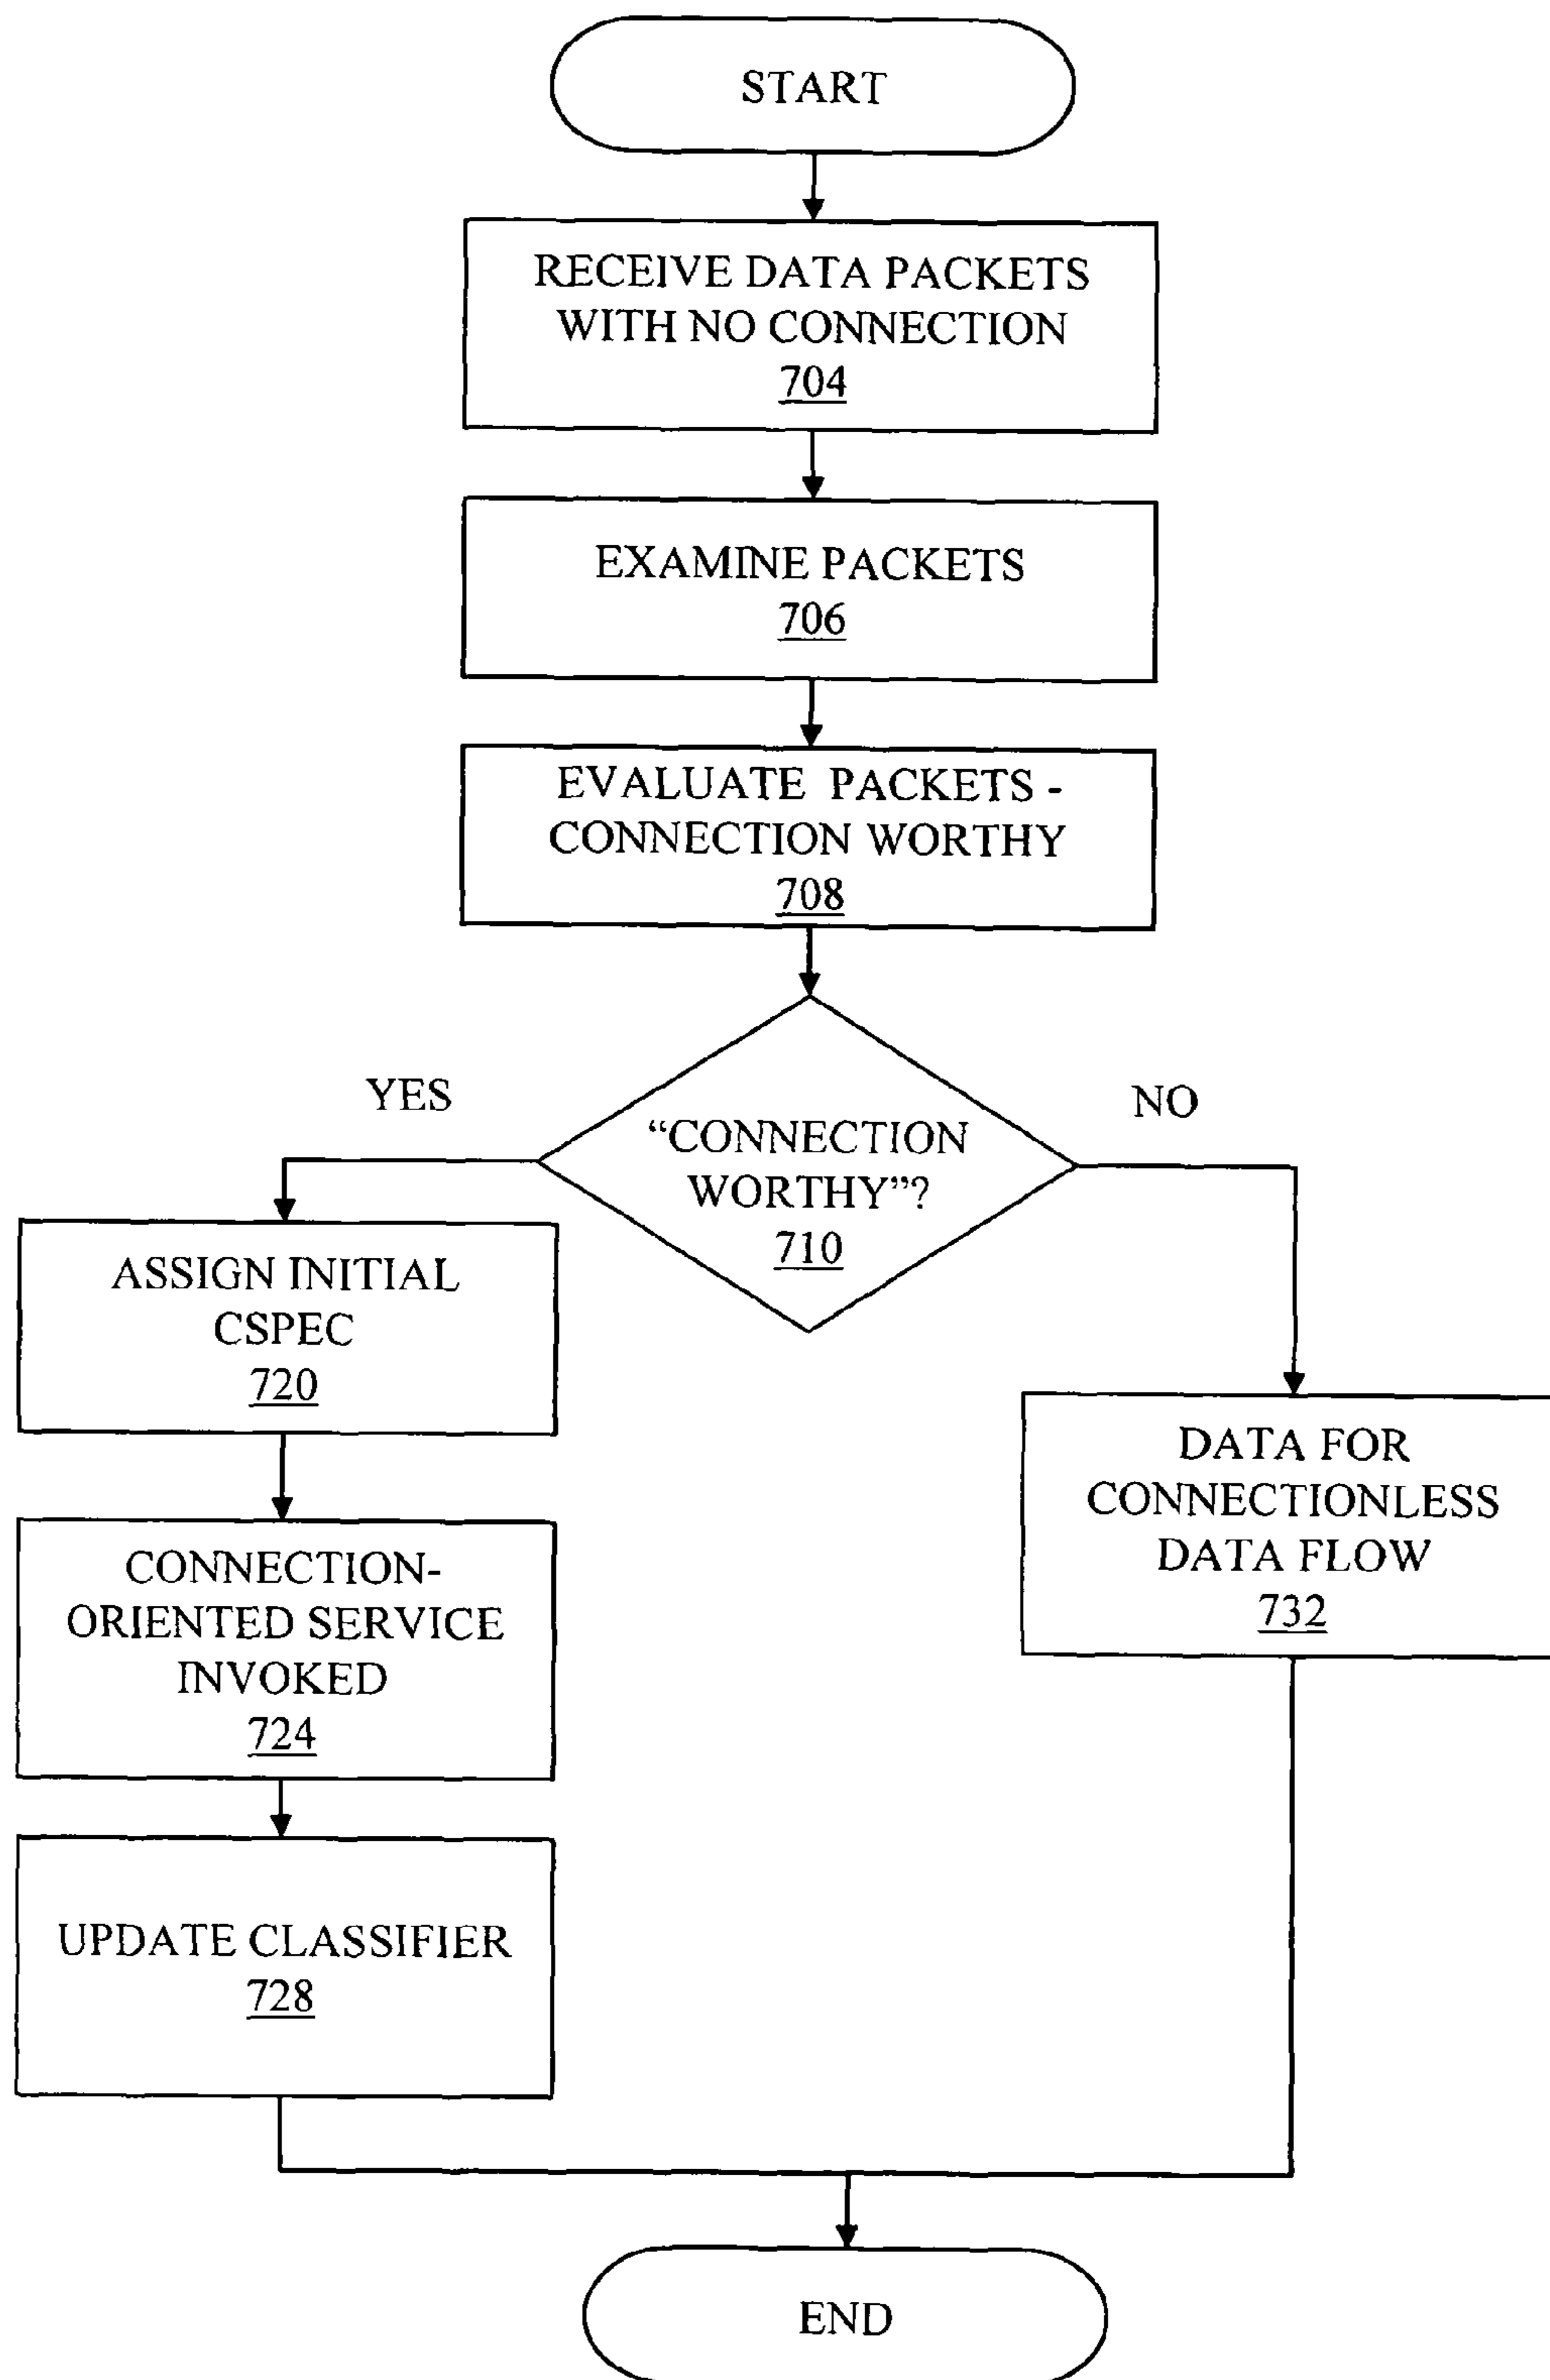 START
RECEIVE DATA PACKETS
WITH NO CONNECTION
704
EXAMINE PACKETS
706
EVALUATE PACKETS -
CONNECTION WORTHY
708
YES
NO
“CONNECTION
WORTHY”?
710
ASSIGN INITIAL
CSPEC
720
CONNECTION-
ORIENTED SERVICE
INVOKED
724
UPDATE CLASSIFIER
728
DATA FOR
CONNECTIONLESS
DATA FLOW
732
END